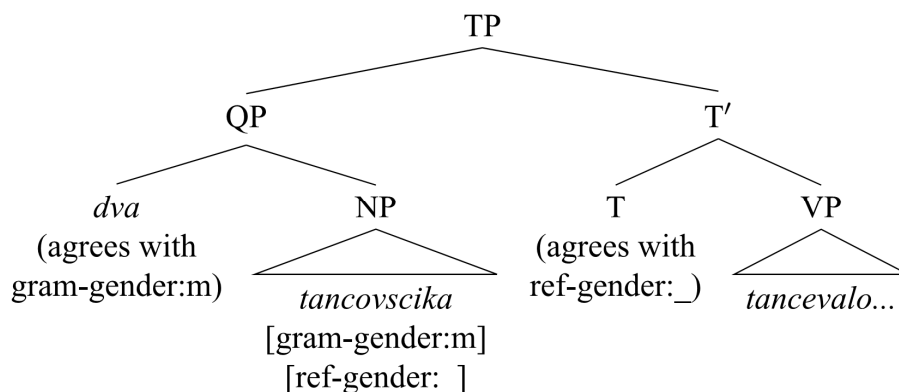 TP
QP T′
dva NP T VP
(agrees with (agrees with
gram-gender:m) ref-gender:_)
tancovscika tancevalo...
[gram-gender:m]
[ref-gender: _]